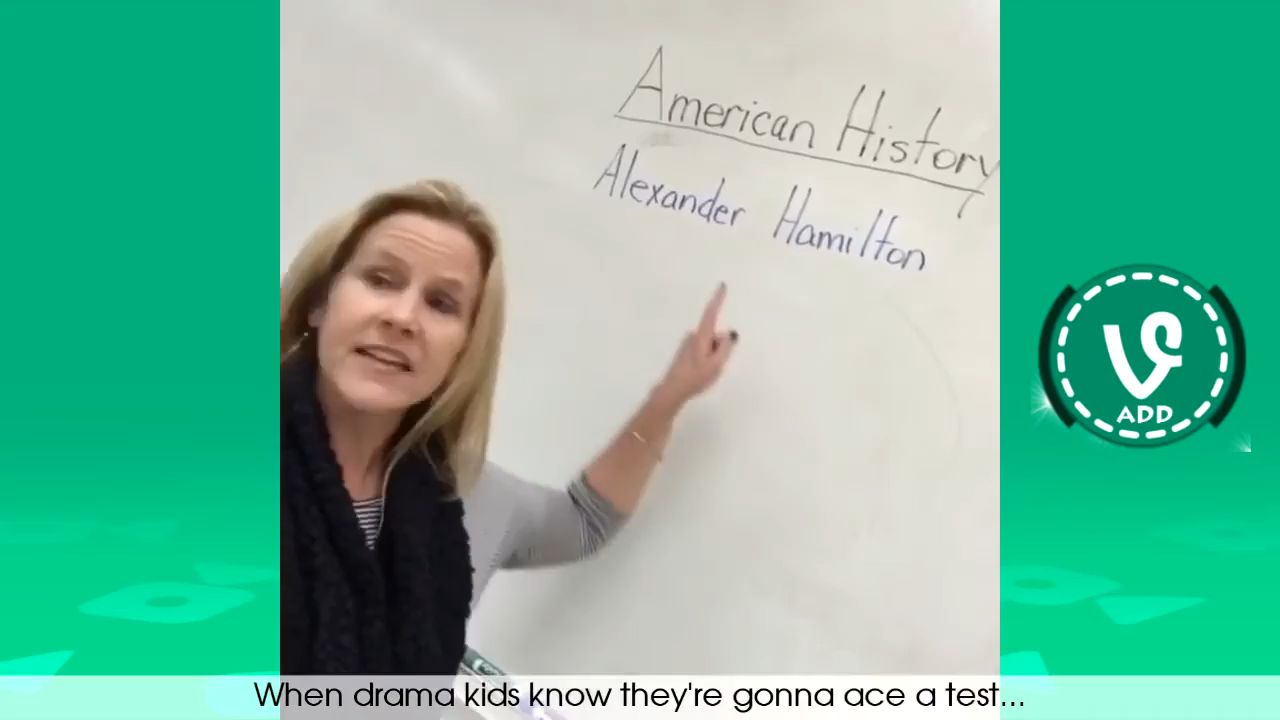 American History
Alexander Hamilton
ADD
When drama kids know they're gonna ace a test...